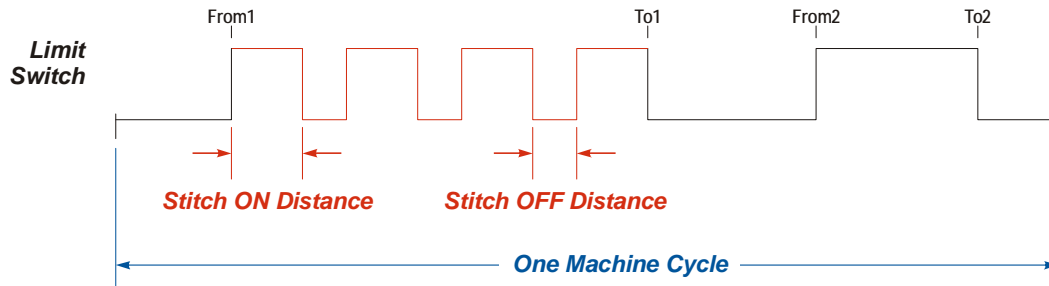 From1 To1 From2 To2
Limit
Switch
Stitch ON Distance Stitch OFF Distance
One Machine Cycle